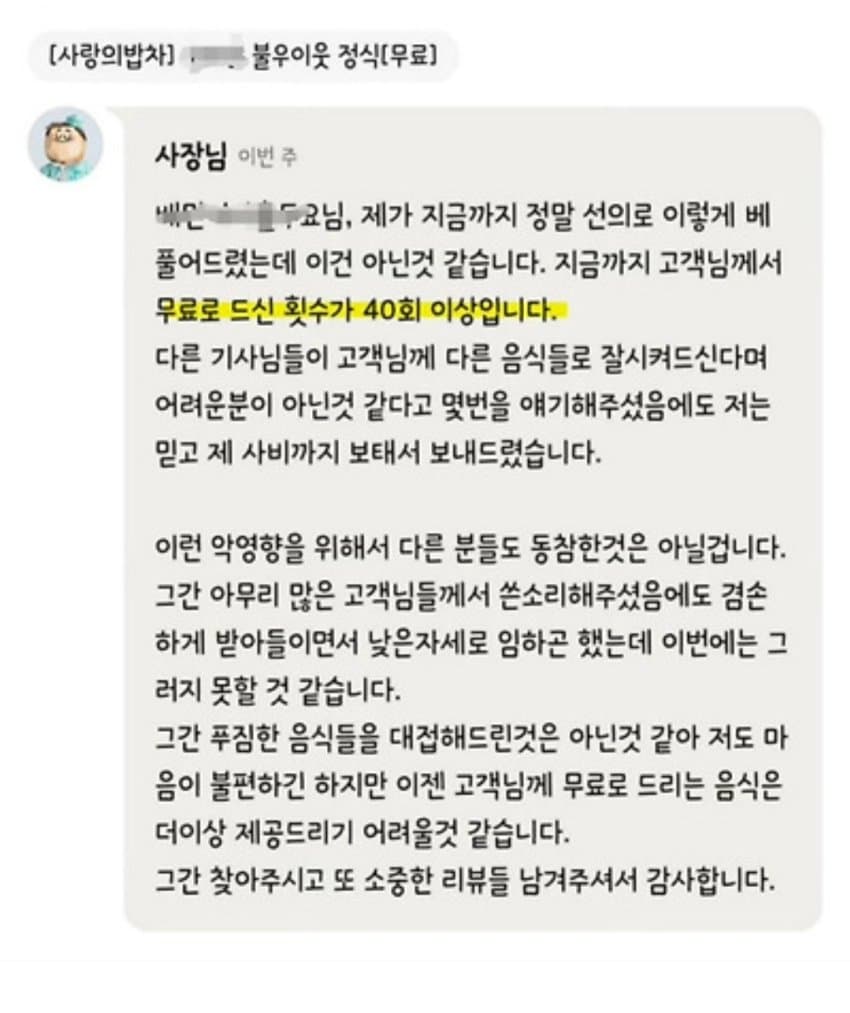 [사랑의밥차] 불우이웃 정식[무료]
사장님 이번 주
요님, 제가 지금까지 정말 선의로 이렇게 베
풀어드렸는데 이건 아닌것 같습니다. 지금까지 고객님께서
무료로 드신 횟수가 40회 이상입니다.
다른 기사님들이 고객님께 다른 음식들로 잘시켜드신다며
어려운분이 아닌것 같다고 몇번을 얘기해주셨음에도 저는
믿고 제 사비까지 보태서 보내드렸습니다.
이런 악영향을 위해서 다른 분들도 동참한것은 아닐겁니다.
그간 아무리 많은 고객님들께서 쓴소리해주셨음에도 겸손
하게 받아들이면서 낮은자세로 임하곤 했는데 이번에는 그
러지 못할 것 같습니다.
그간 푸짐한 음식들을 대접해드린것은 아닌것 같아 저도 마
음이 불편하긴 하지만 이젠 고객님께 무료로 드리는 음식은
더이상 제공드리기 어려울것 같습니다.
그간 찾아주시고 또 소중한 리뷰들 남겨주셔서 감사합니다.